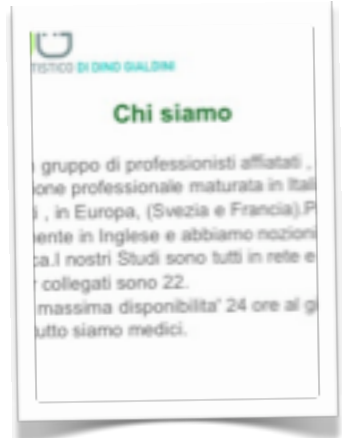 TISTICO DI DINO GIALDINI
Chi siamo
gruppo di professionisti affiatati ,
one professionale maturata in Ital
i , in Europa, (Svezia e Francia).P
ente in Inglese e abbiamo nozioni
ca.I nostri Studi sono tutti in rete e
collegati sono 22.
massima disponibilita' 24 ore al g
utto siamo medici.